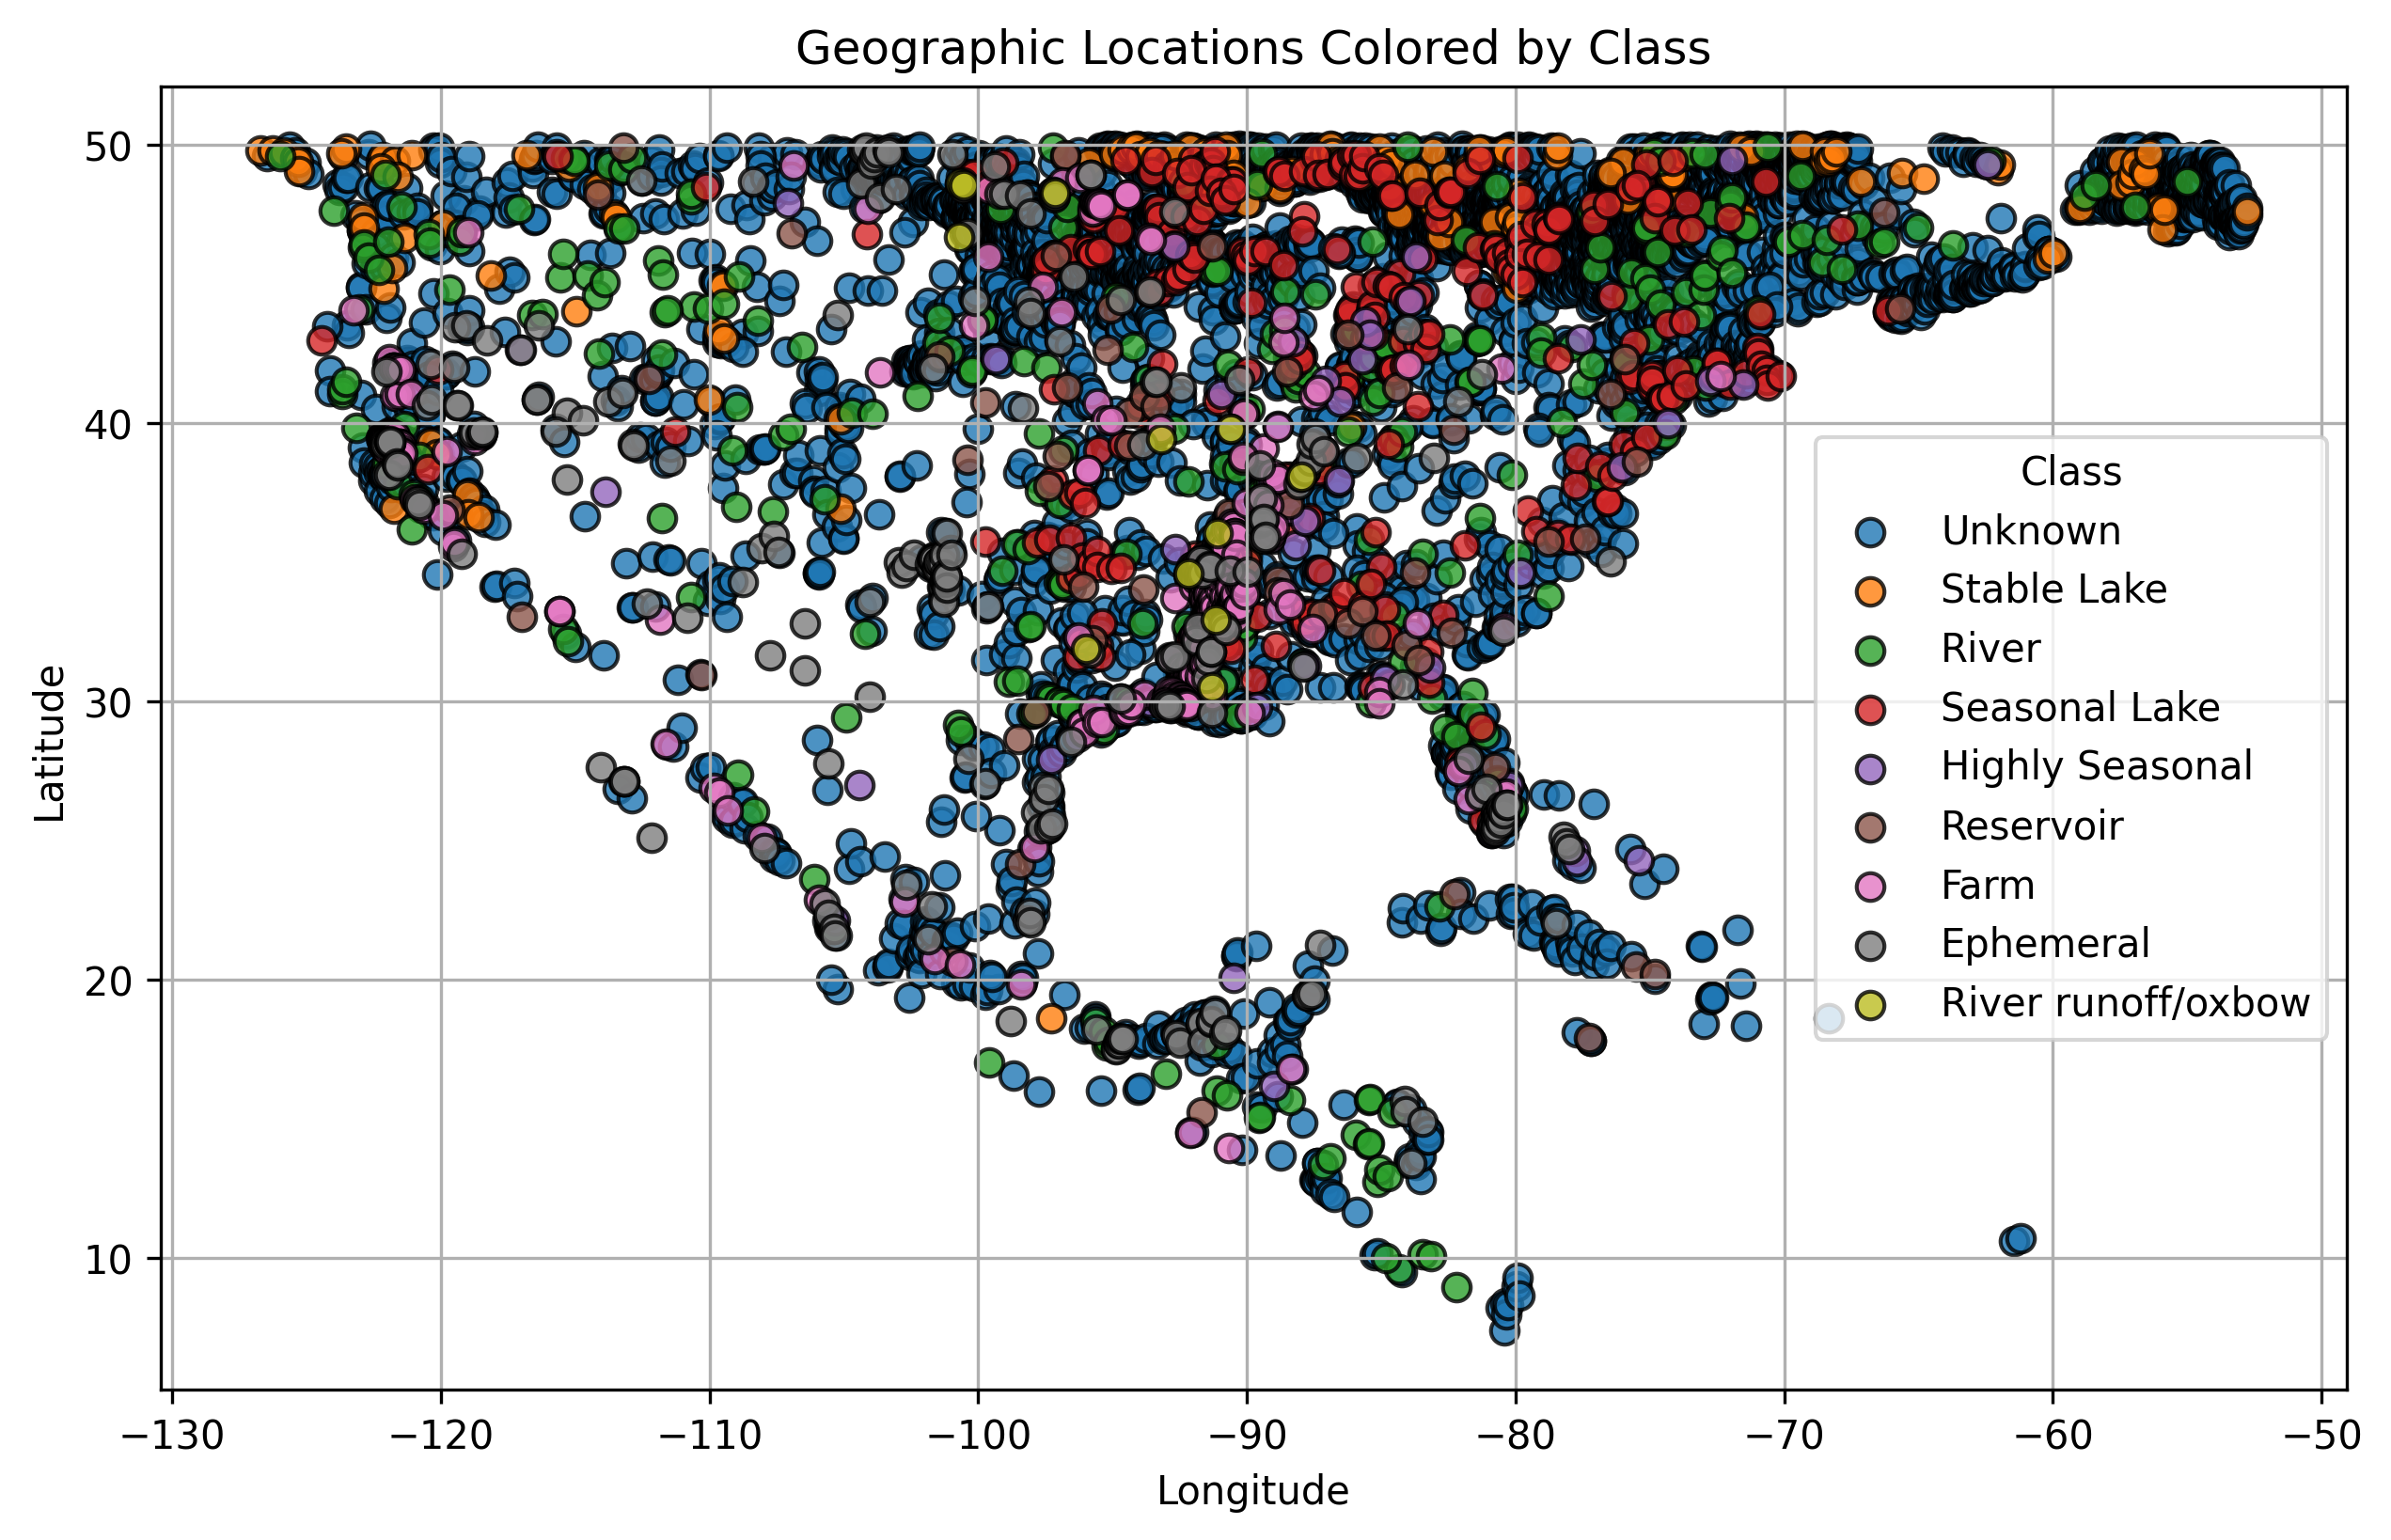 Geographic Locations Colored by Class
Latitude
50
40
30
20
10
Class
Unknown
Stable Lake
River
Seasonal Lake
Highly Seasonal
Reservoir
Farm
Ephemeral
River runoff/oxbow
−130 −120 −110 −100 −90 −80 −70 −60 −50
Longitude